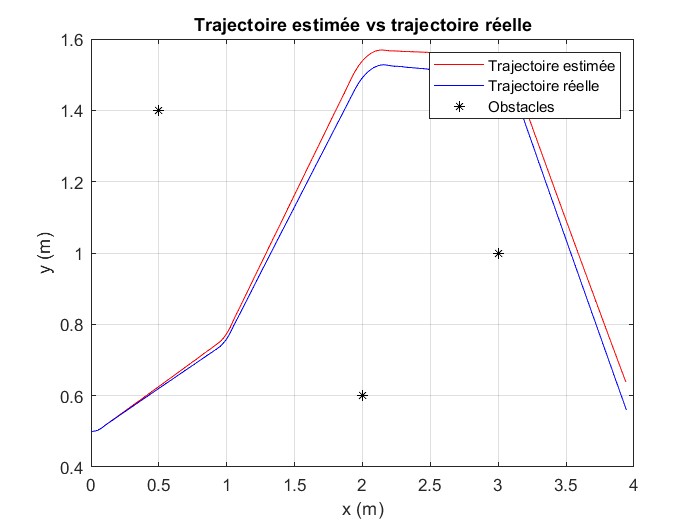 Trajectoire estimée vs trajectoire réelle
1.6
1.4
1.2
1
0.8
0.6
0.4
y (m)
Trajectoire estimée
Trajectoire réelle
Obstacles
0 0.5 1 1.5 2 2.5 3 3.5 4
x (m)